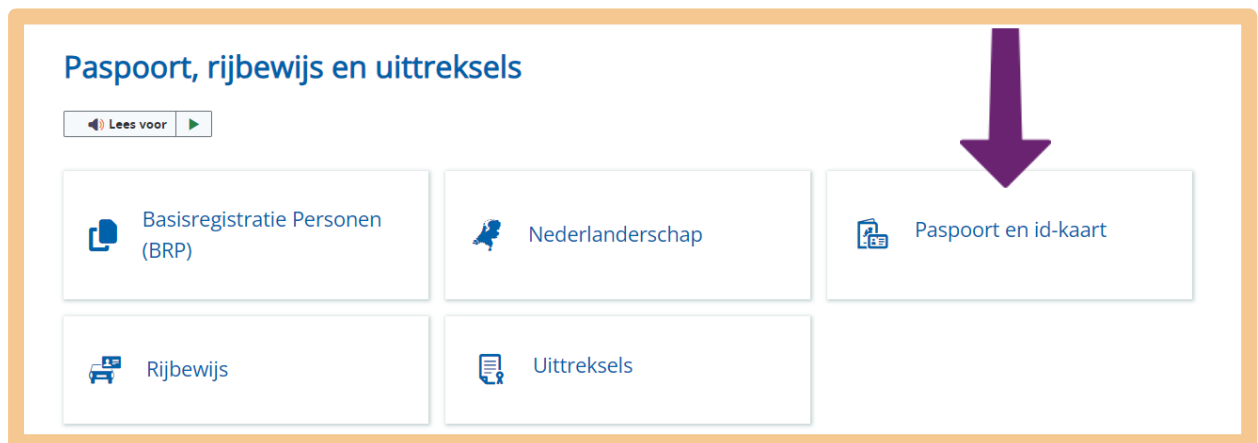 Paspoort, rijbewijs en uittreksels
Lees voor
Basisregistratie Personen
(BRP)
Nederlanderschap
Paspoort en id-kaart
Rijbewijs
Uittreksels